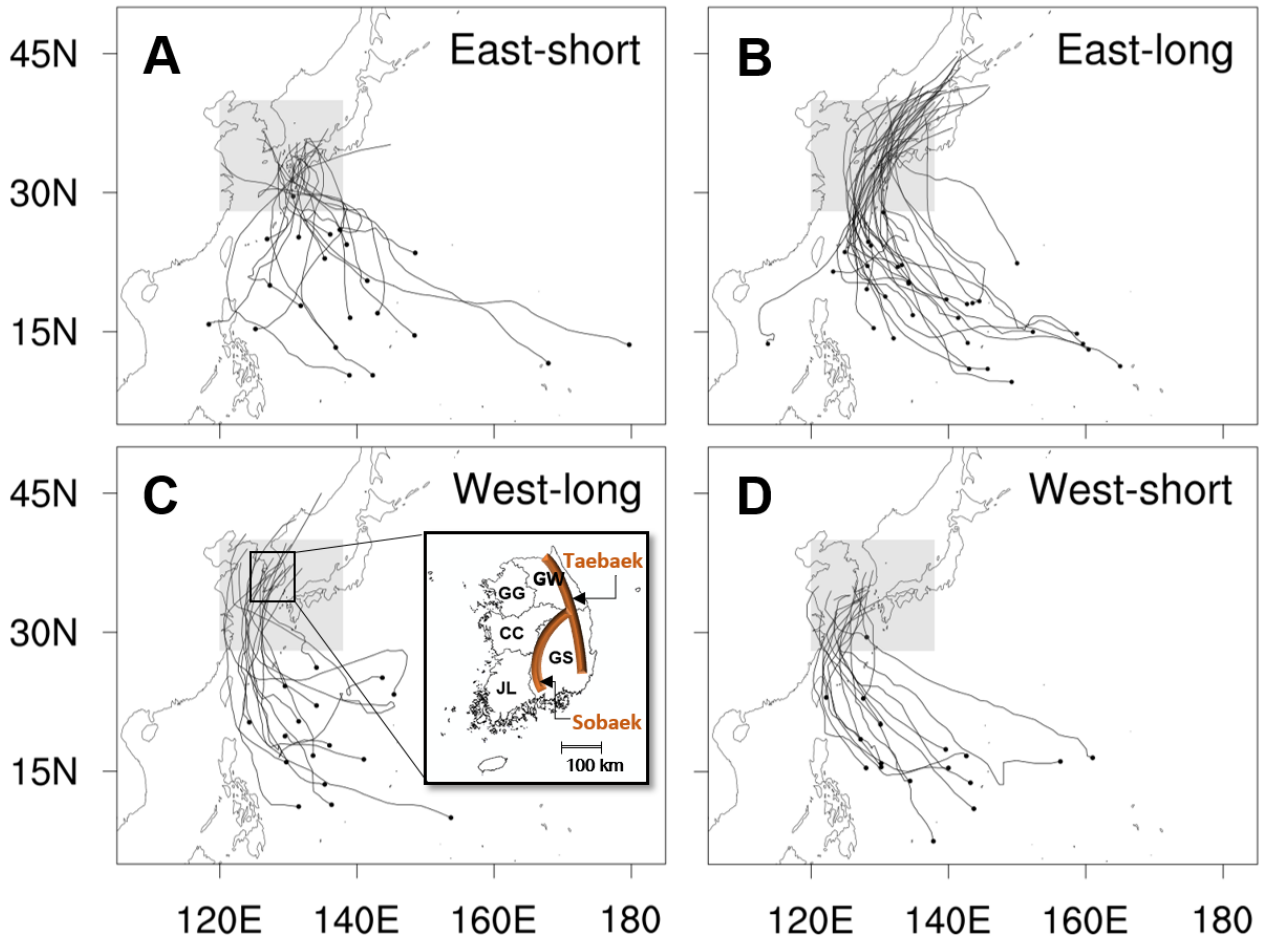 A
East-short
B
East-long
45N
30N
15N
C
West-long
D
West-short
45N
30N
15N
Taebaek
GW
GG
CC
GS
JL
Sobaek
100 km
120E
140E
160E
180
120E
140E
160E
180